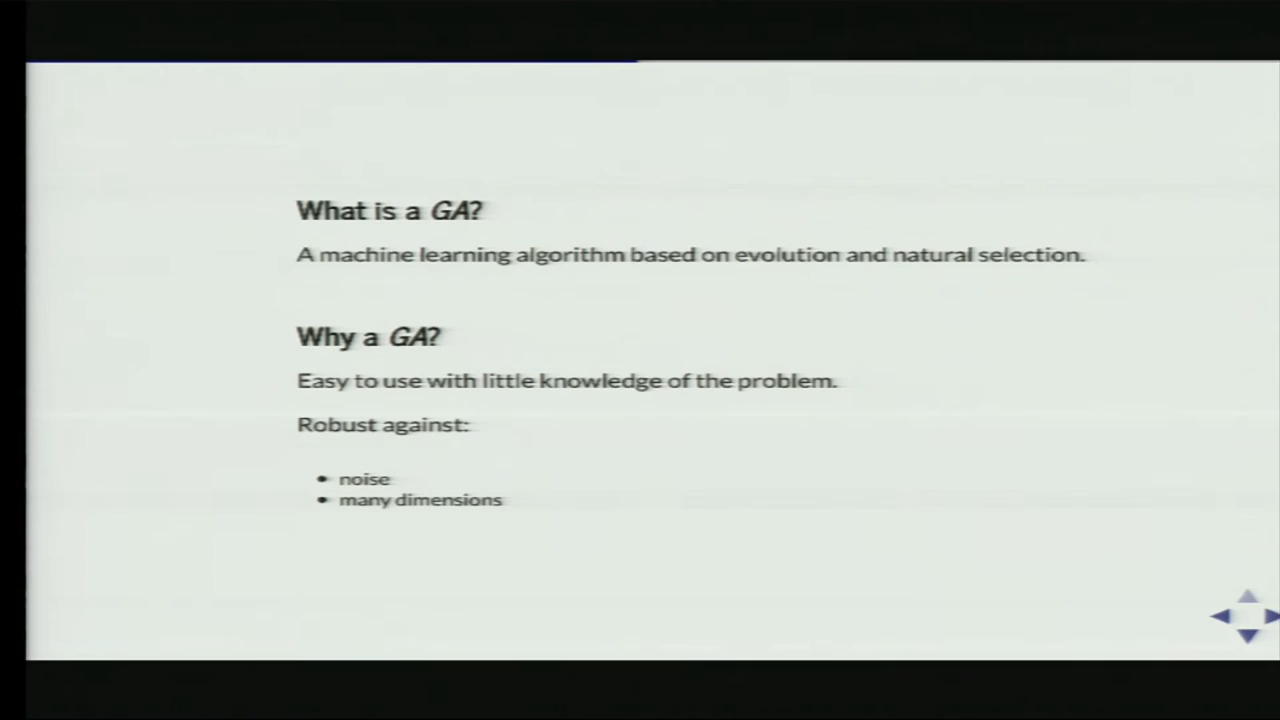 What is a GA?
A machine learning algorithm based on evolution and natural selection.
Why a GA?
Easy to use with little knowledge of the problem.
Robust against:
• noise
• many dimensions